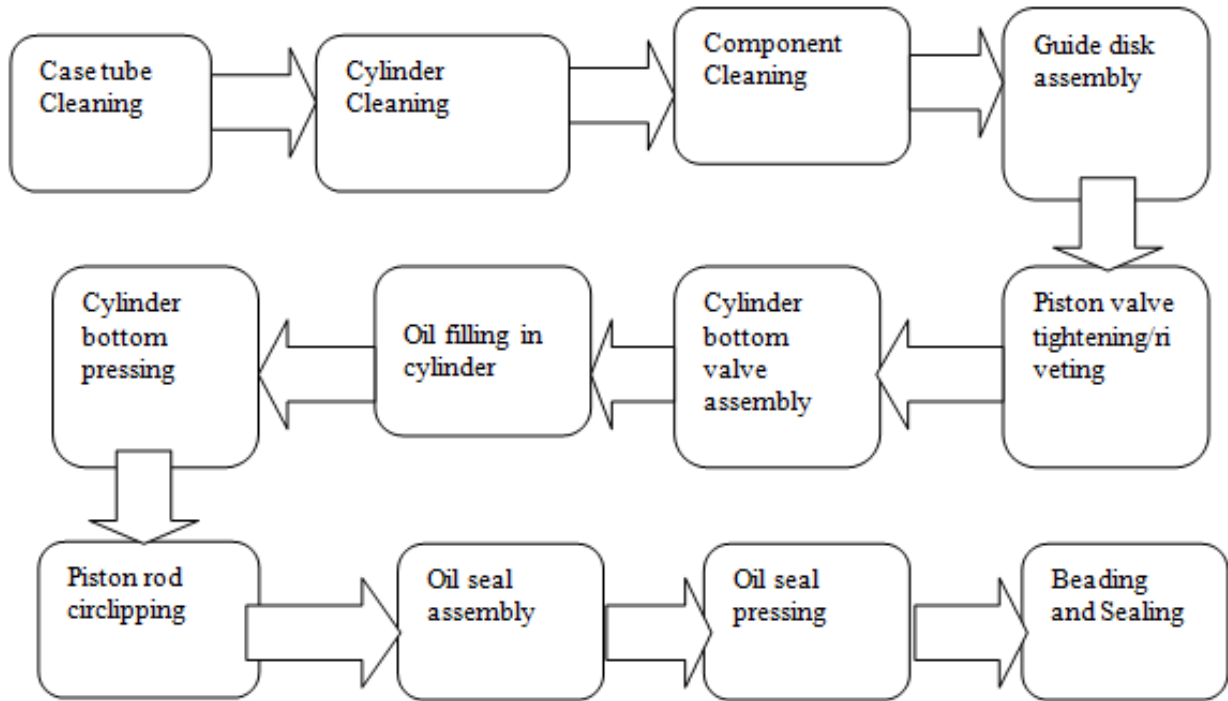 Case tube
Cleaning
Cylinder
Cleaning
Component
Cleaning
Guide disk
assembly
Piston valve
tightening/ri
veting
Cylinder
bottom
valve
assembly
Oil filling in
cylinder
Cylinder
bottom
pressing
Piston rod
circlipping
Oil seal
assembly
Oil seal
pressing
Beading
and Sealing